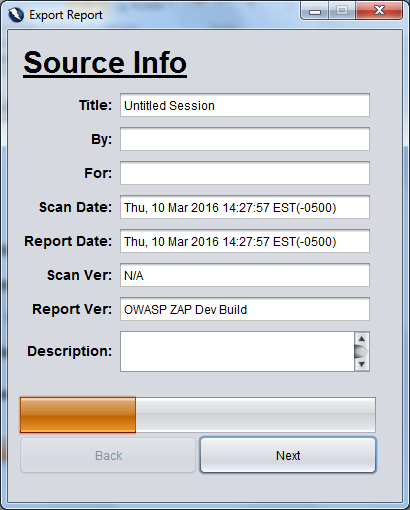 Export Report
Source Info
Title: Untitled Session
By:
For:
Scan Date: Thu, 10 Mar 2016 14:27:57 EST(-0500)
Report Date: Thu, 10 Mar 2016 14:27:57 EST(-0500)
Scan Ver: N/A
Report Ver: OWASP ZAP Dev Build
Description:
Back Next